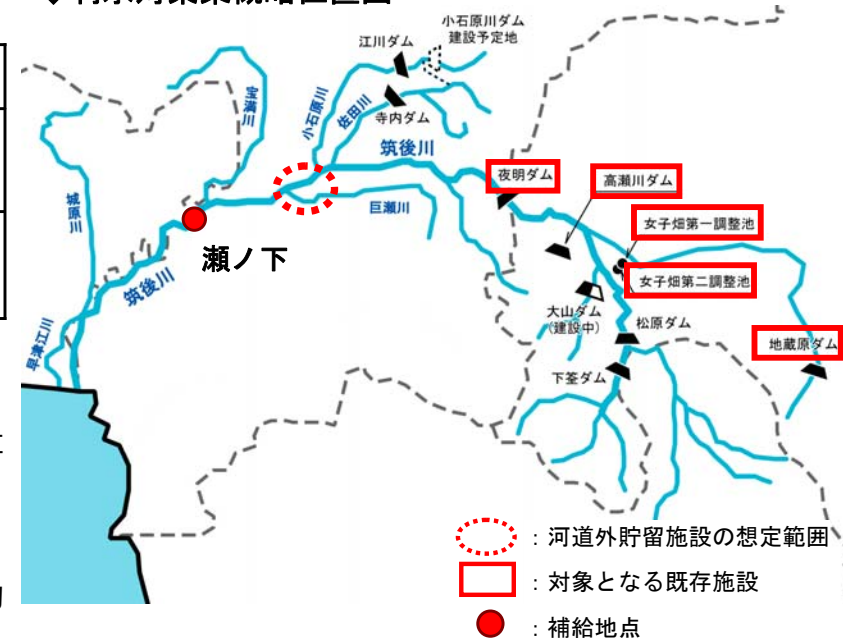 小石原川ダム
建設予定地
江川ダム
宝満川
小石原川
佐田川
寺内ダム
筑後川
夜明ダム
高瀬川ダム
城原川
巨瀬川
女子畑第一調整池
瀬ノ下
女子畑第二調整池
筑後川
大山ダム
(建設中)
松原ダム
早津江川
地蔵原ダム
下筌ダム
：河道外貯留施設の想定範囲
：対象となる既存施設
：補給地点